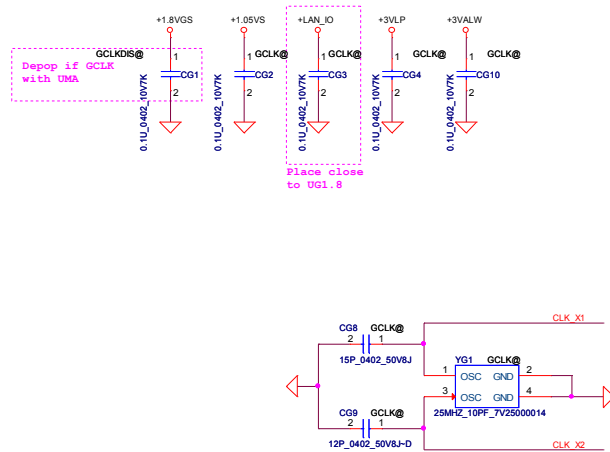 +1.8VGS +1.05VS +LAN_IO +3VLP +3VALW
GCLKDIS@ GCLK@ GCLK@ GCLK@ GCLK@
1 1 1 1 1
Depop if GCLK
with UMA
CG1 CG2 CG3 CG4 CG10
2 2 2 2 2
0.1U_0402_10V7K 0.1U_0402_10V7K 0.1U_0402_10V7K 0.1U_0402_10V7K 0.1U_0402_10V7K
Place close
to UG1.8
CLK_X1
CG8 GCLK@
2 1
15P_0402_50V8J
YG1 GCLK@
1 OSC GND 2
3 OSC GND 4
25MHZ_10PF_7V25000014
CG9 GCLK@
2 1
12P_0402_50V8J~D
CLK_X2